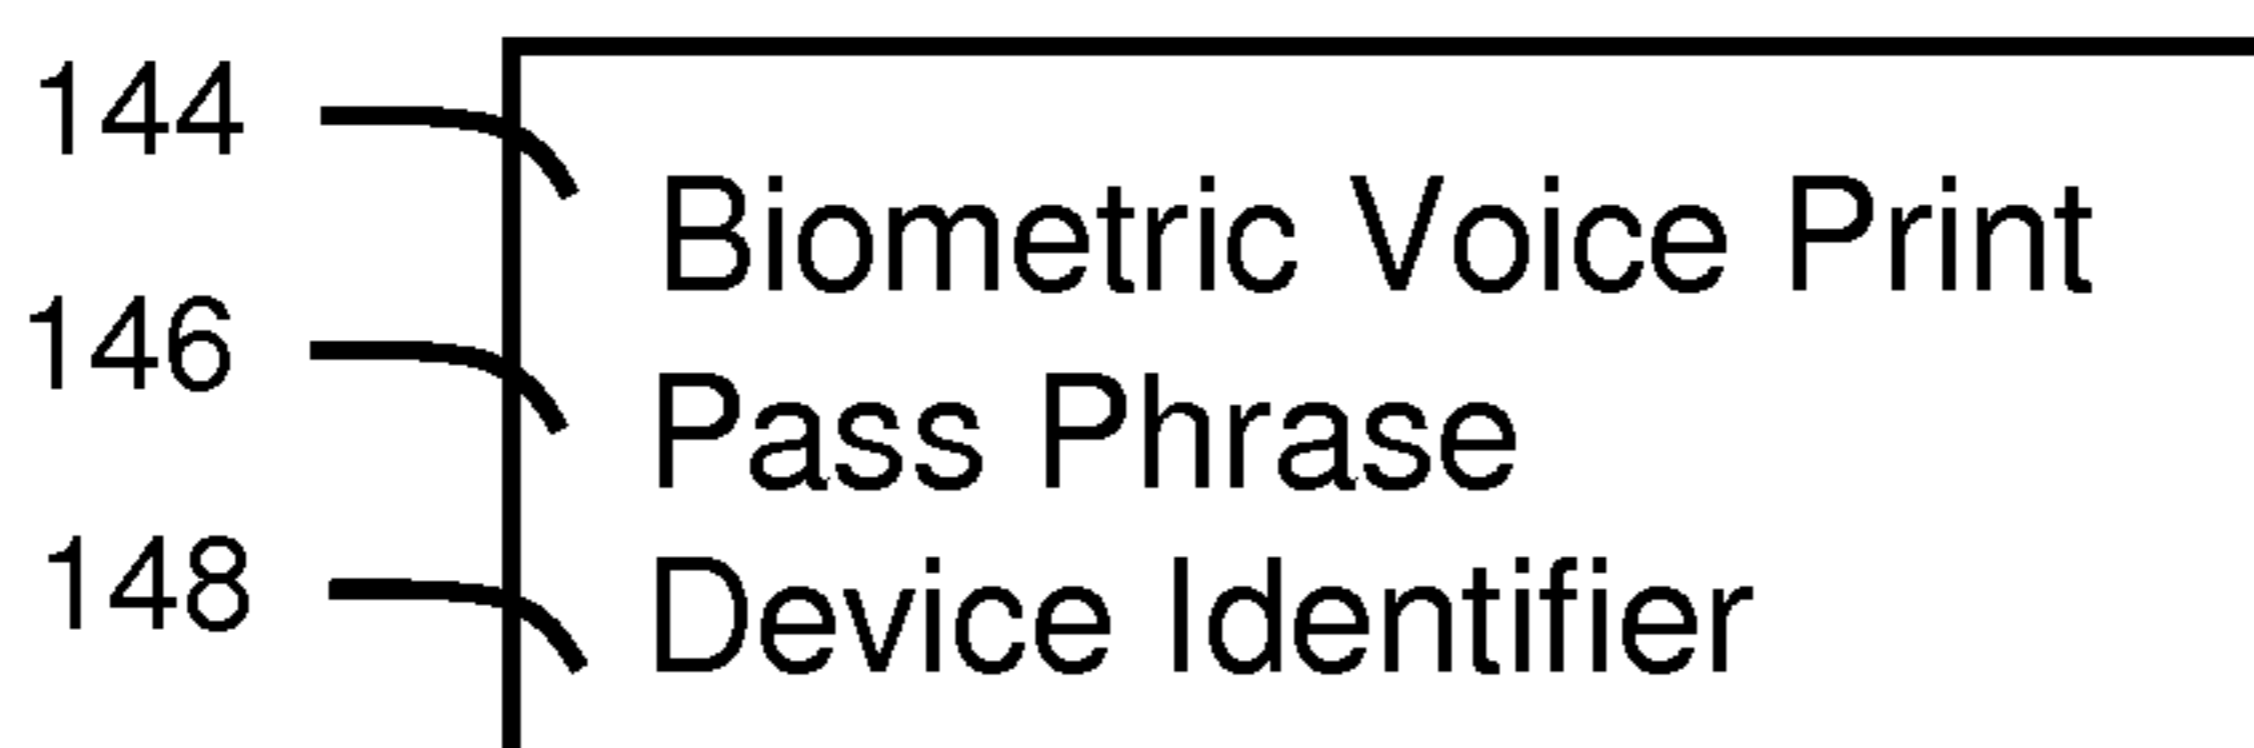 144 Biometric Voice Print
146 Pass Phrase
148 Device Identifier